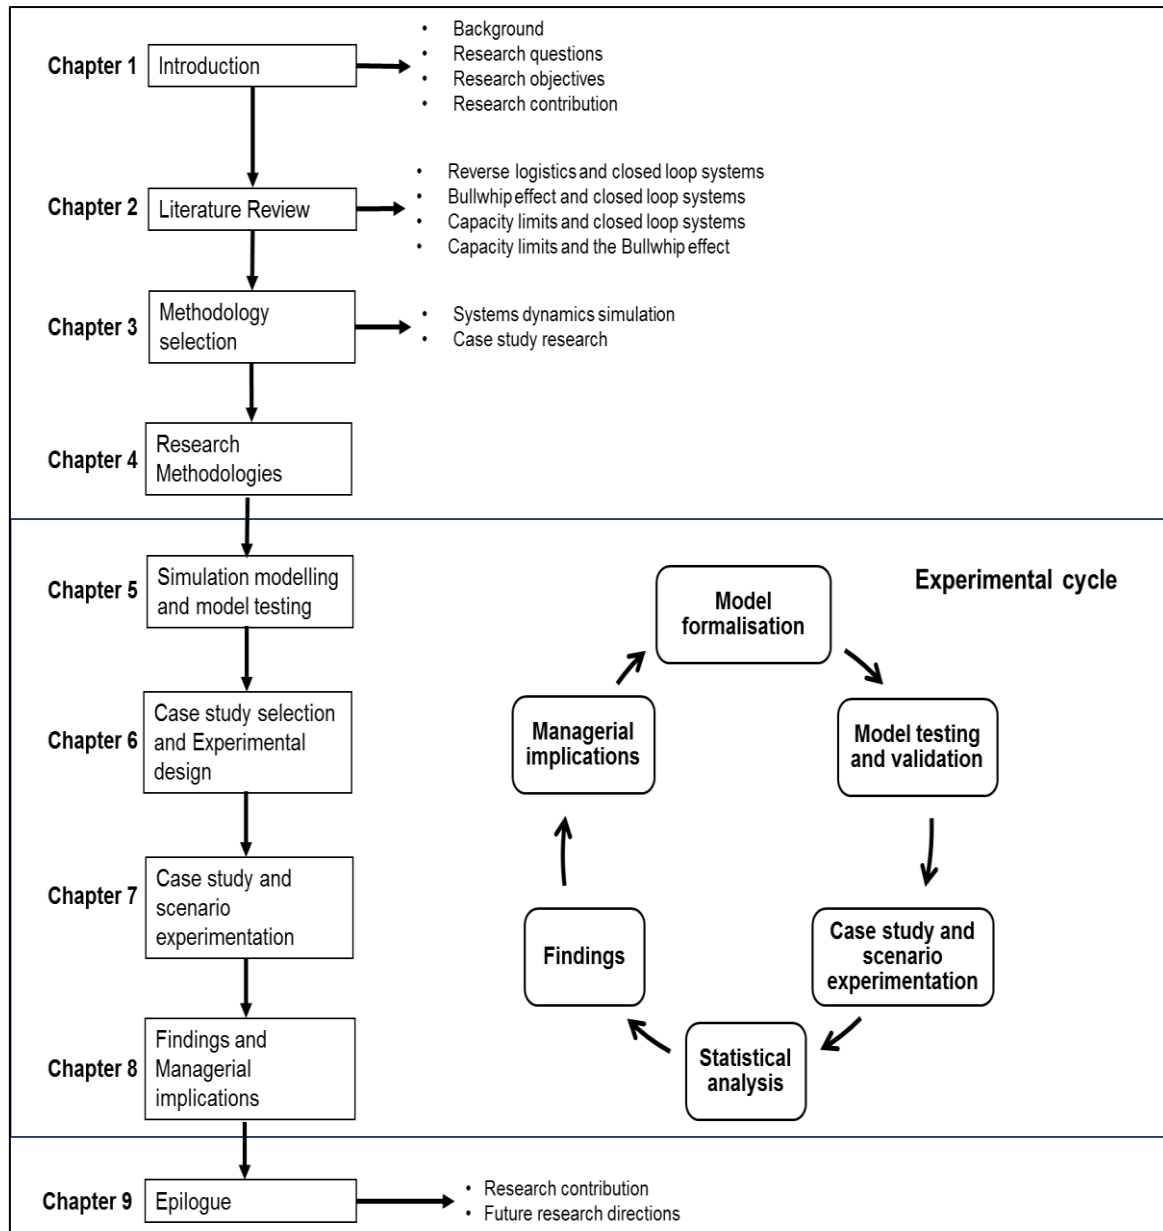 Chapter 1
Introduction
• Background
• Research questions
• Research objectives
• Research contribution
Chapter 2
Literature Review
• Reverse logistics and closed loop systems
• Bullwhip effect and closed loop systems
• Capacity limits and closed loop systems
• Capacity limits and the Bullwhip effect
Chapter 3
Methodology
selection
• Systems dynamics simulation
• Case study research
Chapter 4
Research
Methodologies
Chapter 5
Simulation modelling
and model testing
Chapter 6
Case study selection
and Experimental
design
Chapter 7
Case study and
scenario
experimentation
Chapter 8
Findings and
Managerial
implications
Experimental cycle
Model
formalisation
Model testing
and validation
Case study and
scenario
experimentation
Statistical
analysis
Findings
Managerial
implications
Chapter 9
Epilogue
• Research contribution
• Future research directions